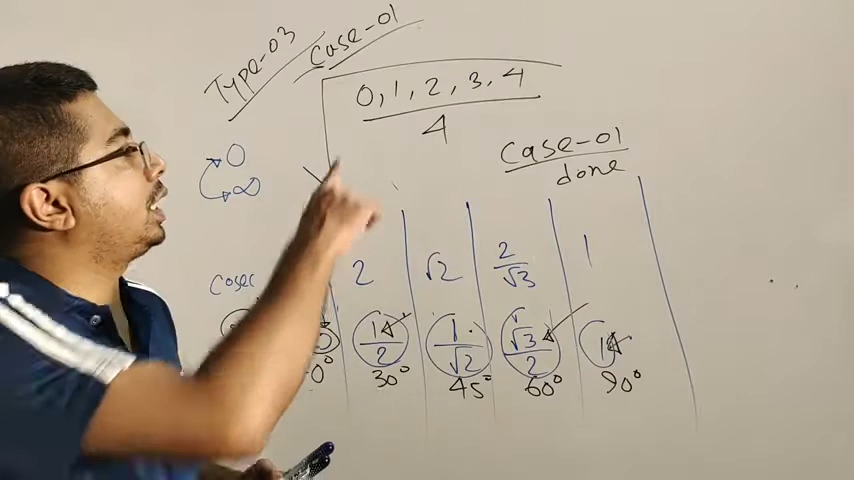 Type-03
Case-01
0, 1, 2, 3, 4
4
Case-01
done
0
∞
cosec 2 √2 2/√3 1
0 1/2 1/√2 √3/2 1
0° 30° 45° 60° 90°